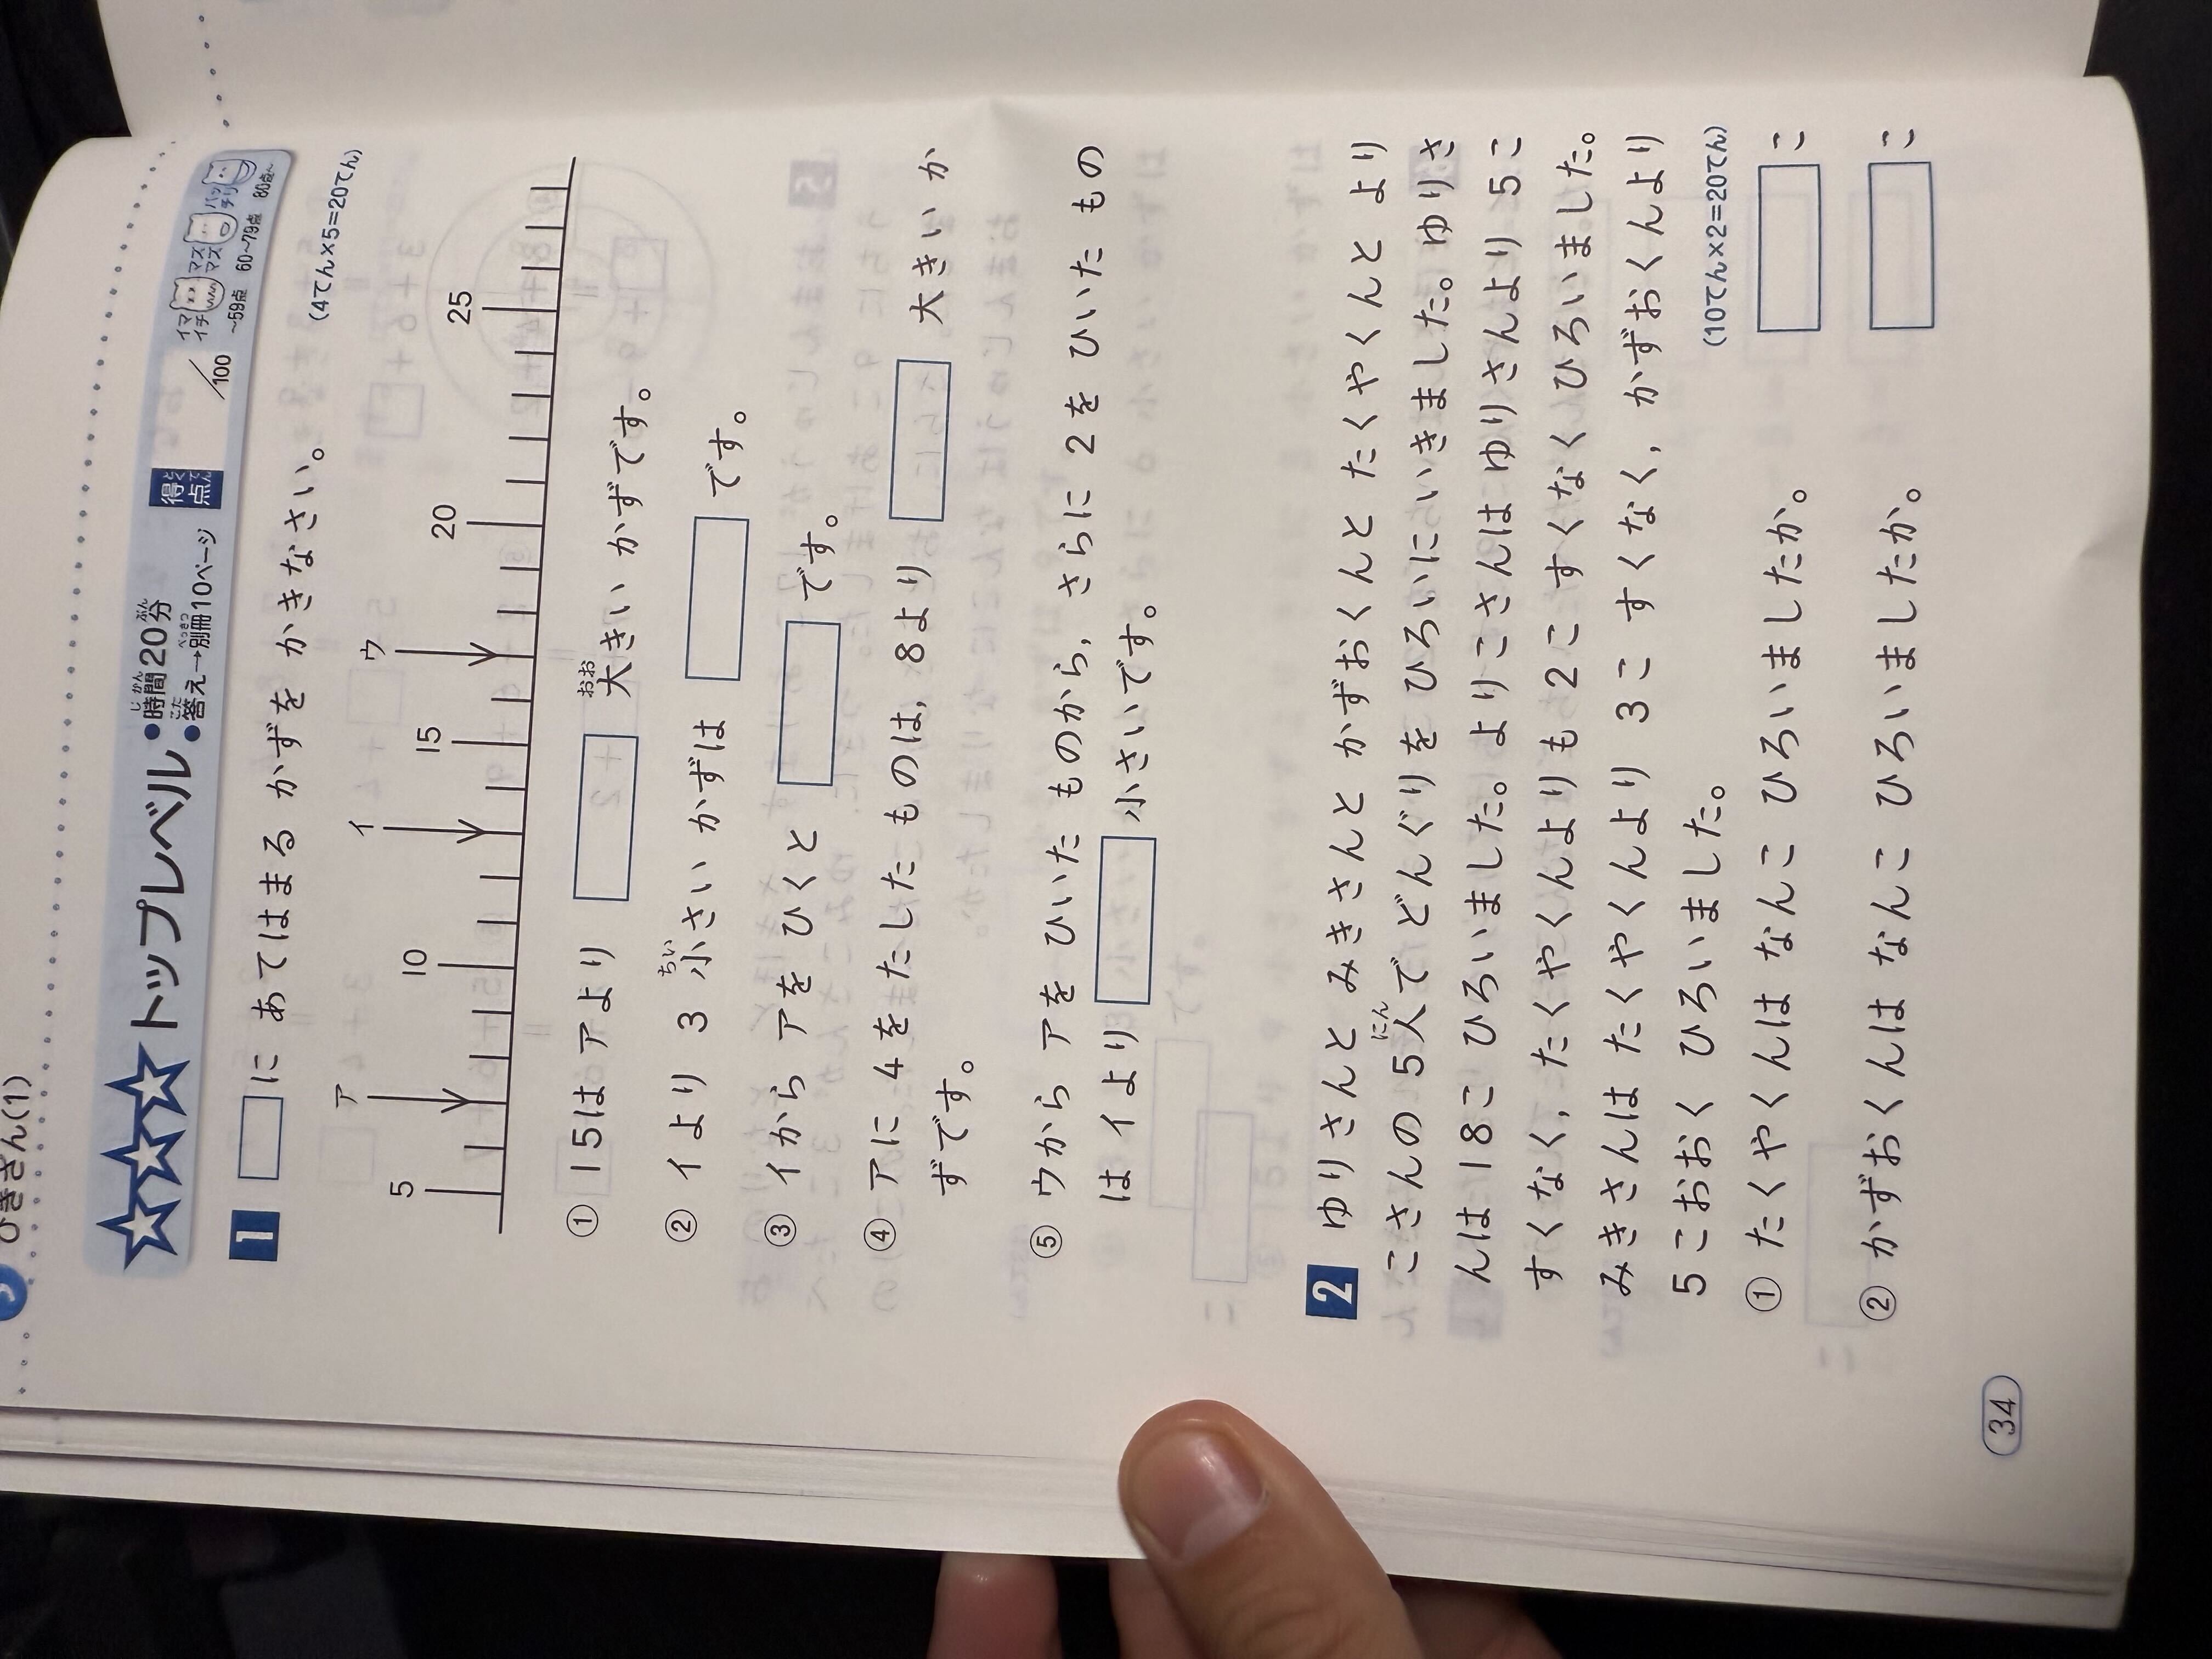 ひきざん(1)
トップレベル
●時間20分
●答え→別冊10ページ
得点
/100
イマイチ
~59点
マズマズ
60~79点
バッチリ
80点~
1 □に あてはまる かずを かきなさい。
(4てん×5=20てん)
ア イ ウ
5 10 15 20 25
① 15は アより □ 大きい かずです。
② イより 3 小さい かずは □ です。
③ イから アを ひくと □ です。
④ アに 4をたした ものは，8より □ 大きい か
ずです。
⑤ ウから アを ひいた ものから，さらに 2を ひいた もの
は イより □ 小さいです。
2 ゆりさんと みきさんと かずおくんと たくやくんと より
こさんの 5人で どんぐりを ひろいにいきました。ゆりさ
んは 18こ ひろいました。よりこさんは ゆりさんより 5こ
すくなく，たくやくんよりも 2こ すくなくひろいました。
みきさんは たくやくんより 3こ すくなく，かずおくんより
5こおおく ひろいました。
(10てん×2=20てん)
① たくやくんは なんこ ひろいましたか。 □ こ
② かずおくんは なんこ ひろいましたか。 □ こ
34